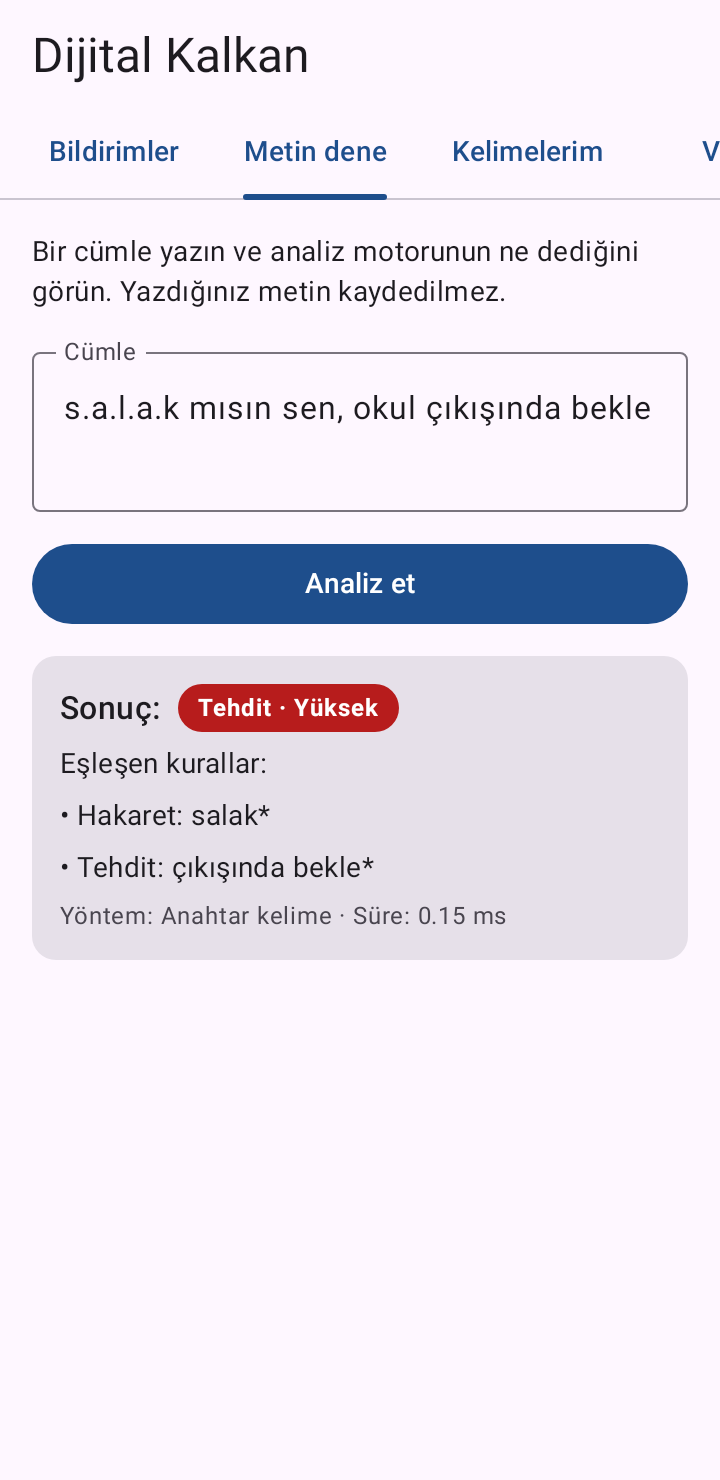 Dijital Kalkan
Bildirimler Metin dene Kelimelerim V
Bir cümle yazın ve analiz motorunun ne dediğini
görün. Yazdığınız metin kaydedilmez.
Cümle
s.a.l.a.k mısın sen, okul çıkışında bekle
Analiz et
Sonuç: Tehdit · Yüksek
Eşleşen kurallar:
• Hakaret: salak*
• Tehdit: çıkışında bekle*
Yöntem: Anahtar kelime · Süre: 0.15 ms